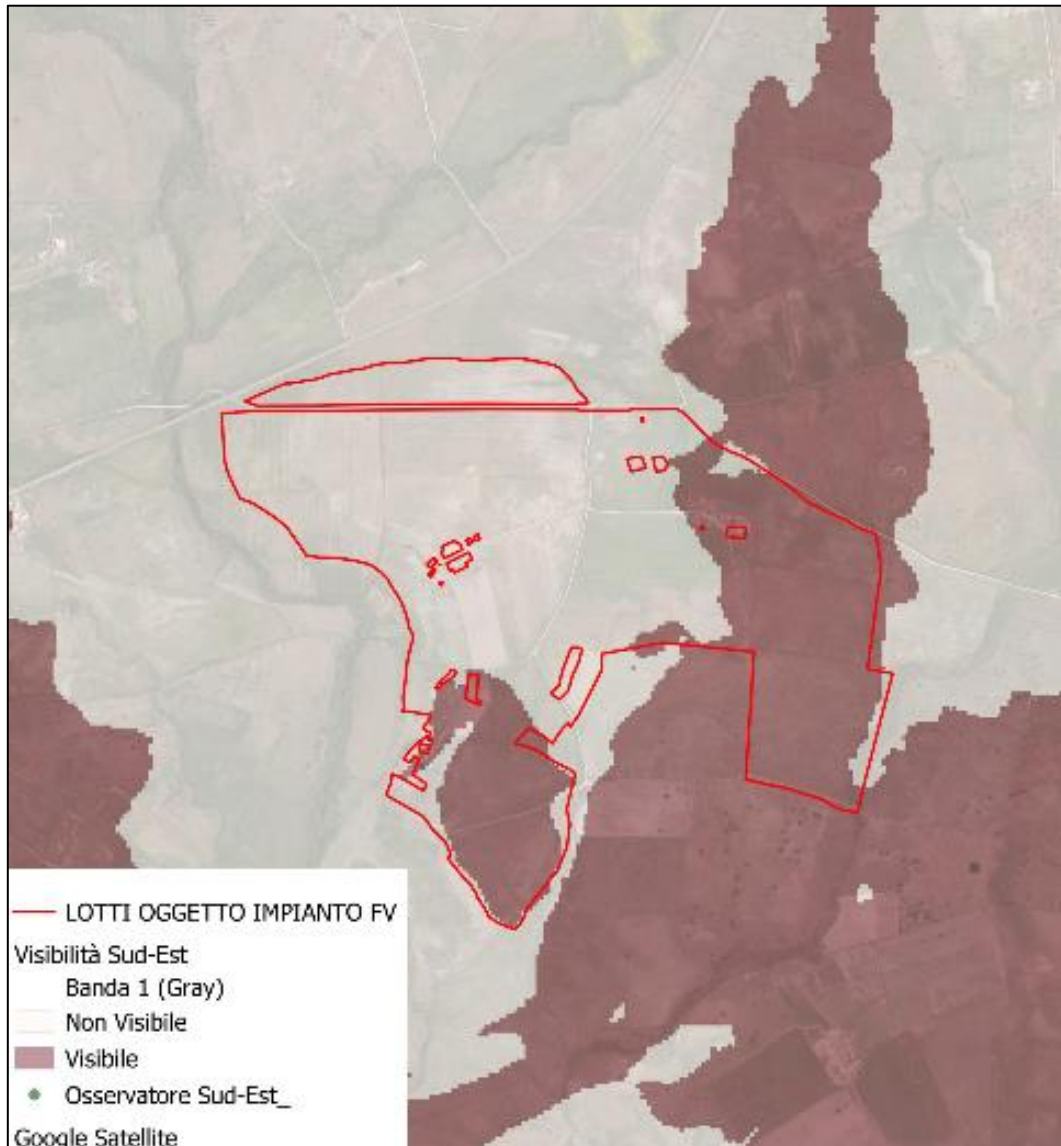 LOTTI OGGETTO IMPIANTO FV
Visibilità Sud-Est
Banda 1 (Gray)
Non Visibile
Visibile
Osservatore Sud-Est_
Google Satellite